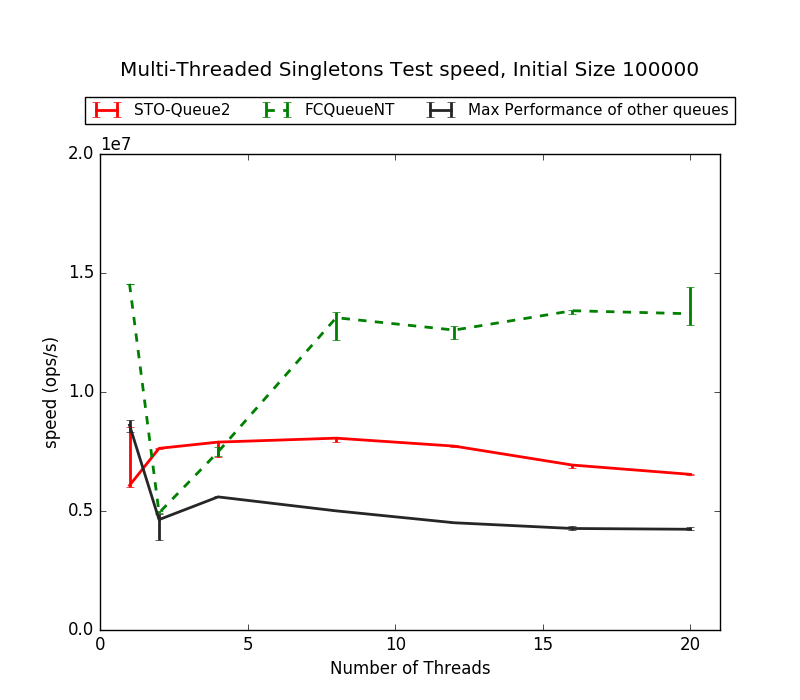 Multi-Threaded Singletons Test speed, Initial Size 100000
STO-Queue2 FCQueueNT Max Performance of other queues
1e7
2.0
1.5
1.0
0.5
0.0
speed (ops/s)
0 5 10 15 20
Number of Threads